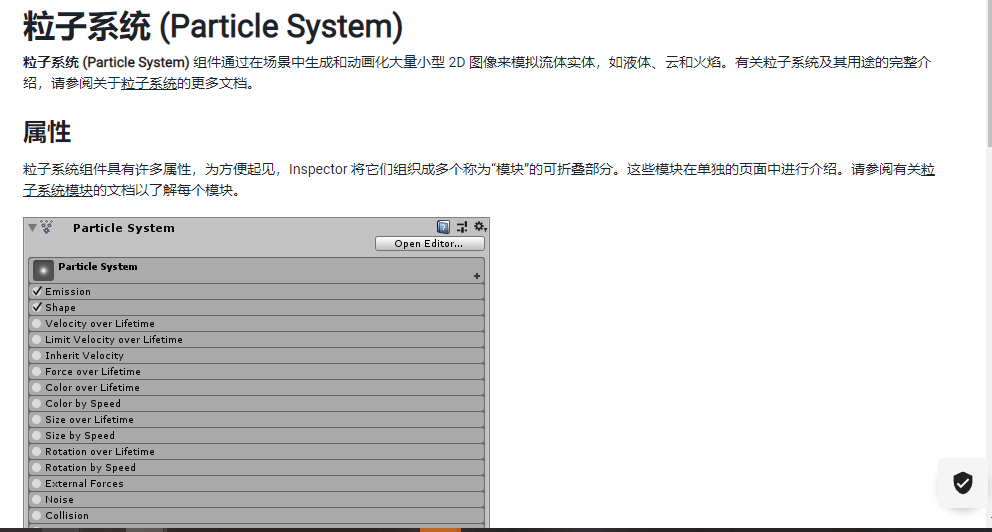 粒子系统 (Particle System)
粒子系统 (Particle System) 组件通过在场景中生成和动画化大量小型 2D 图像来模拟流体实体，如液体、云和火焰。有关粒子系统及其用途的完整介
绍，请参阅关于粒子系统的更多文档。
属性
粒子系统组件具有许多属性，为方便起见，Inspector 将它们组织成多个称为“模块”的可折叠部分。这些模块在单独的页面中进行介绍。请参阅有关粒
子系统模块的文档以了解每个模块。
Particle System
Open Editor...
Particle System
Emission
Shape
Velocity over Lifetime
Limit Velocity over Lifetime
Inherit Velocity
Force over Lifetime
Color over Lifetime
Color by Speed
Size over Lifetime
Size by Speed
Rotation over Lifetime
Rotation by Speed
External Forces
Noise
Collision